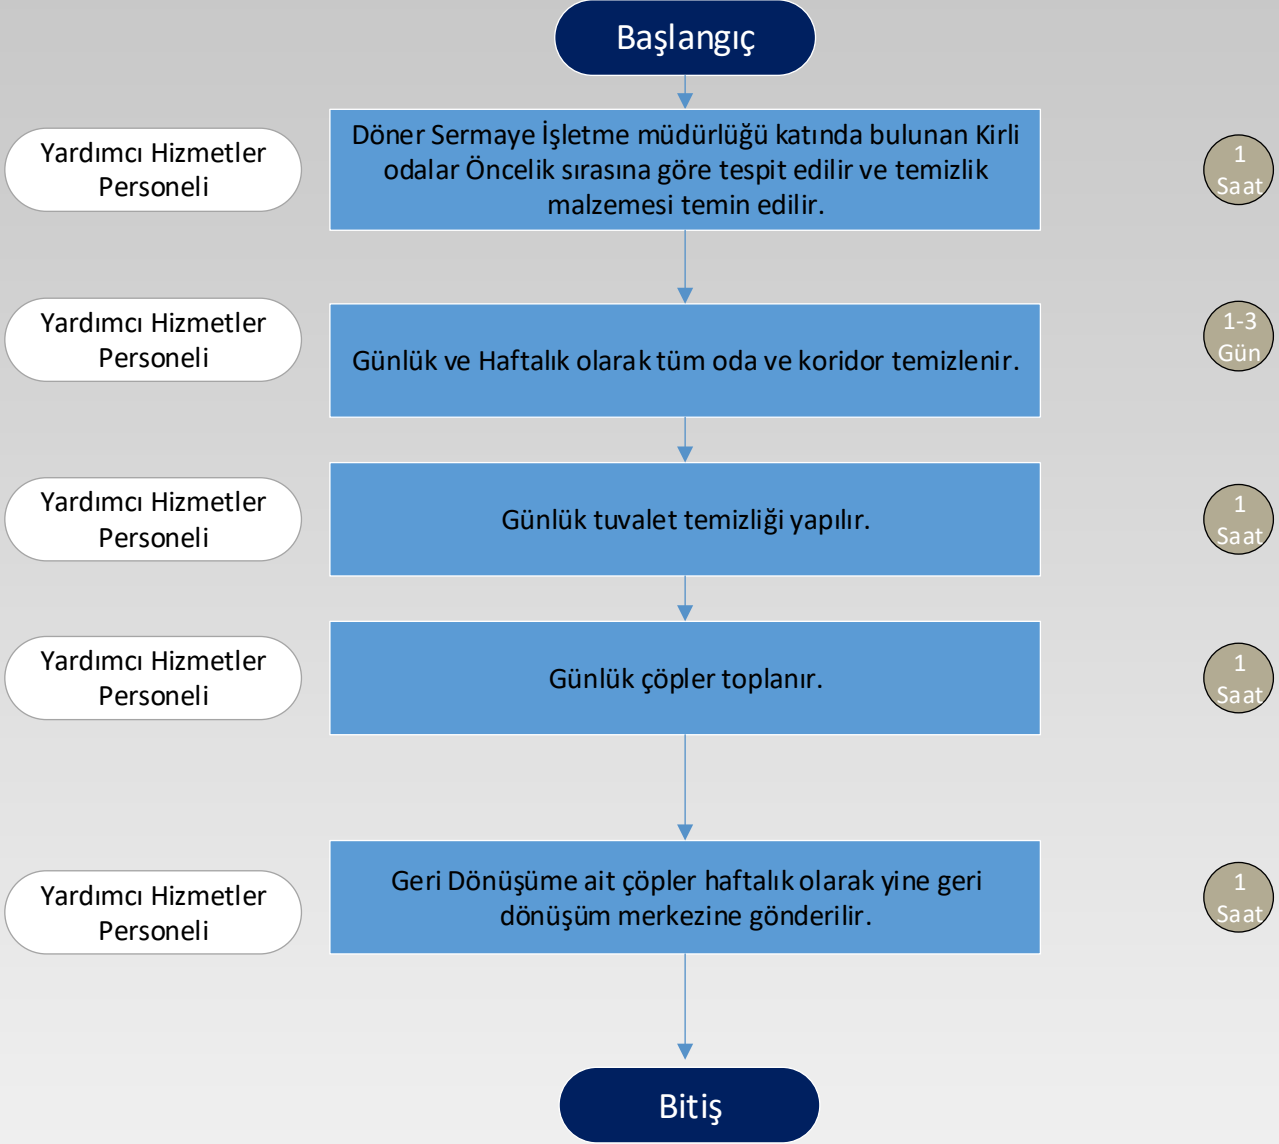 Başlangıç
Yardımcı Hizmetler
Personeli
Döner Sermaye İşletme müdürlüğü katında bulunan Kirli
odalar Öncelik sırasına göre tespit edilir ve temizlik
malzemesi temin edilir.
1
Saat
Yardımcı Hizmetler
Personeli
Günlük ve Haftalık olarak tüm oda ve koridor temizlenir.
1-3
Gün
Yardımcı Hizmetler
Personeli
Günlük tuvalet temizliği yapılır.
1
Saat
Yardımcı Hizmetler
Personeli
Günlük çöpler toplanır.
1
Saat
Yardımcı Hizmetler
Personeli
Geri Dönüşüme ait çöpler haftalık olarak yine geri
dönüşüm merkezine gönderilir.
1
Saat
Bitiş